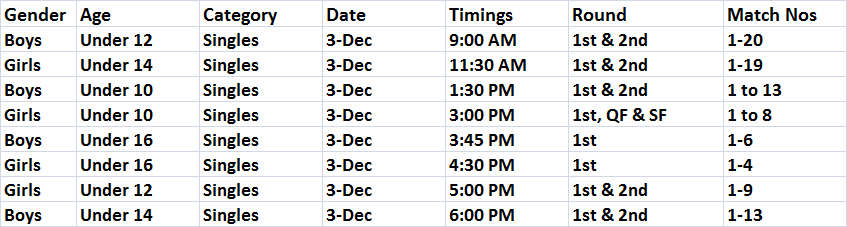 Gender Age Category Date Timings Round Match Nos
Boys Under 12 Singles 3-Dec 9:00 AM 1st & 2nd 1-20
Girls Under 14 Singles 3-Dec 11:30 AM 1st & 2nd 1-19
Boys Under 10 Singles 3-Dec 1:30 PM 1st & 2nd 1 to 13
Girls Under 10 Singles 3-Dec 3:00 PM 1st, QF & SF 1 to 8
Boys Under 16 Singles 3-Dec 3:45 PM 1st 1-6
Girls Under 16 Singles 3-Dec 4:30 PM 1st 1-4
Girls Under 12 Singles 3-Dec 5:00 PM 1st & 2nd 1-9
Boys Under 14 Singles 3-Dec 6:00 PM 1st & 2nd 1-13